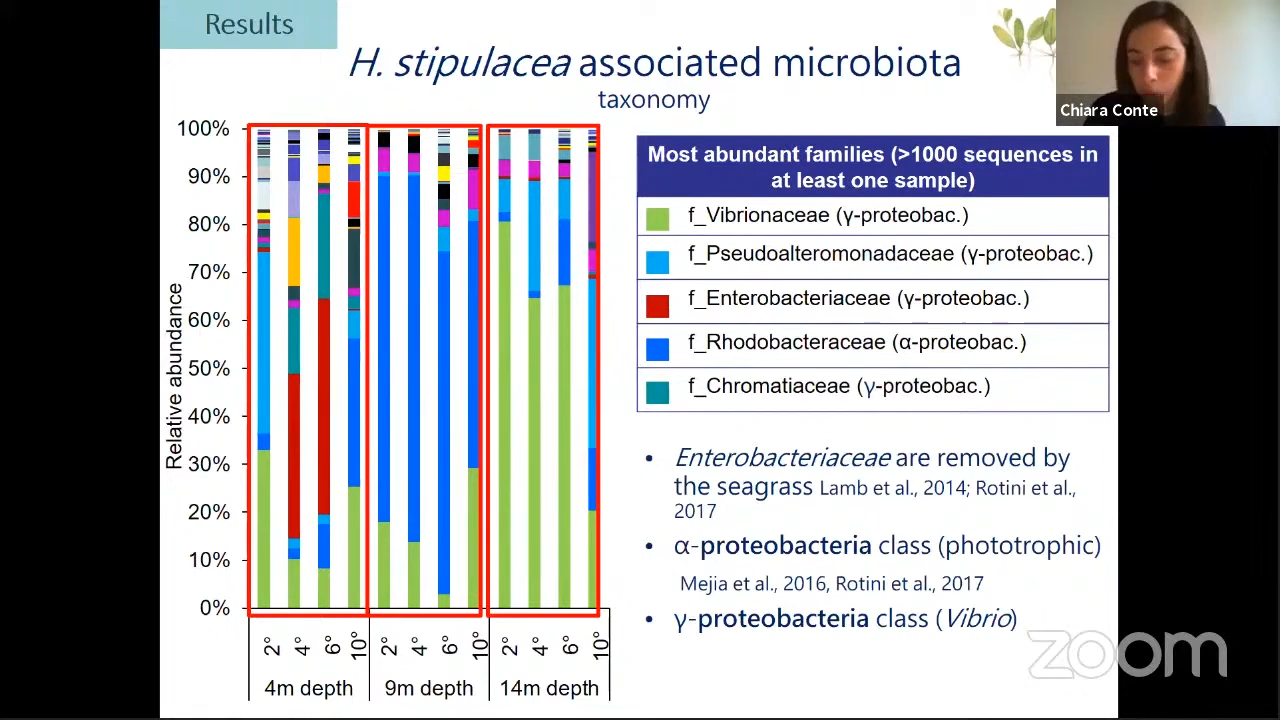 Results
H. stipulacea associated microbiota
taxonomy
Chiara Conte
Relative abundance
100%
90%
80%
70%
60%
50%
40%
30%
20%
10%
0%
2° 4° 6° 10° 2° 4° 6° 10° 2° 4° 6° 10°
4m depth 9m depth 14m depth
Most abundant families (>1000 sequences in
at least one sample)
f_Vibrionaceae (γ-proteobac.)
f_Pseudoalteromonadaceae (γ-proteobac.)
f_Enterobacteriaceae (γ-proteobac.)
f_Rhodobacteraceae (α-proteobac.)
f_Chromatiaceae (γ-proteobac.)
• Enterobacteriaceae are removed by
the seagrass Lamb et al., 2014; Rotini et al.,
2017
• α-proteobacteria class (phototrophic)
Mejia et al., 2016, Rotini et al., 2017
• γ-proteobacteria class (Vibrio)
zoom